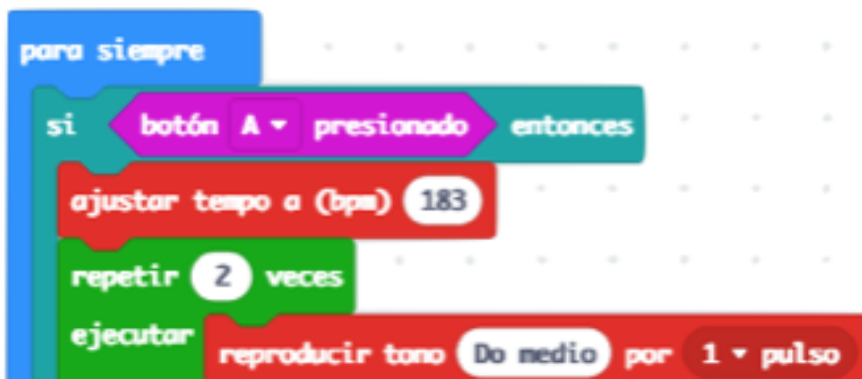 para siempre
si botón A presionado entonces
ajustar tempo a (bpm) 183
repetir 2 veces
ejecutar reproducir tono Do medio por 1 pulso